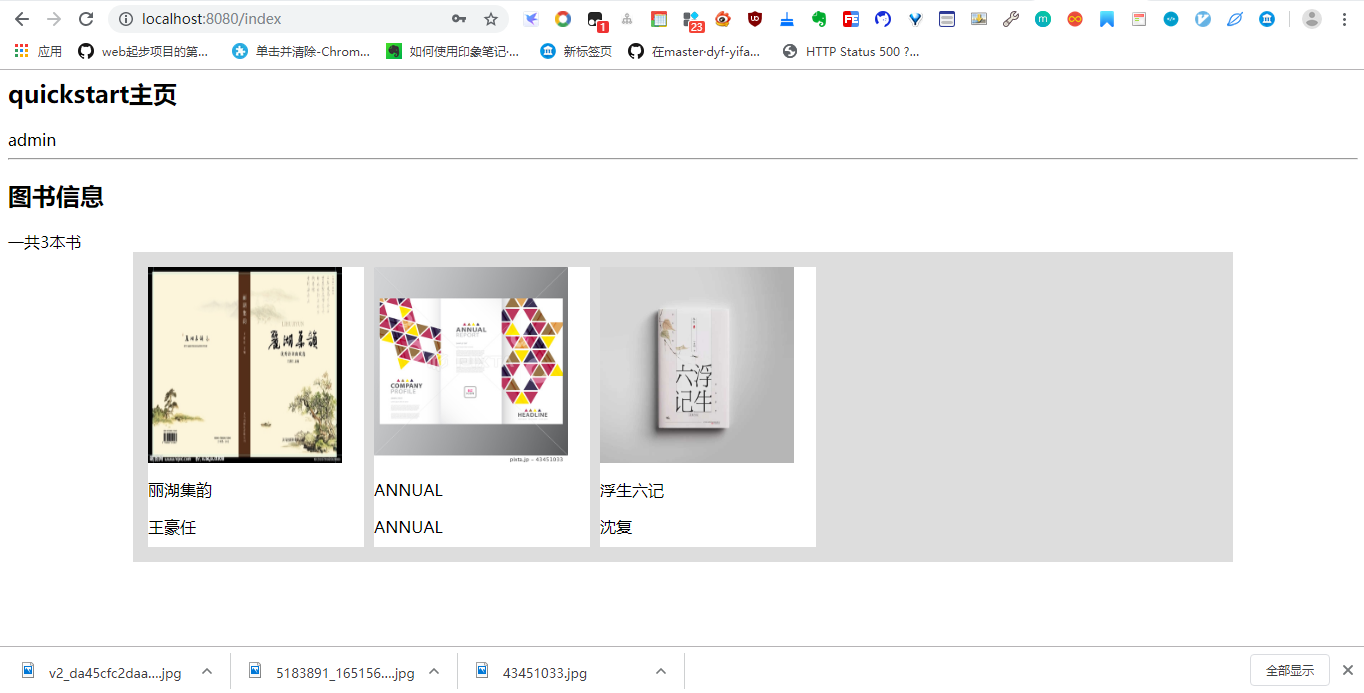 localhost:8080/index
1
23
UD
FE
m
应用
web起步项目的第...
单击并清除-Chrom...
如何使用印象笔记·...
新标签页
在master·dyf-yifa...
HTTP Status 500 ?...
quickstart主页
admin
图书信息
一共3本书
麗湖集韻
ANNUAL
REPORT
COMPANY
PROFILE
HEADLINE
pixta.jp - 43451033
浮生
六记
丽湖集韵
ANNUAL
浮生六记
王豪任
ANNUAL
沈复
v2_da45cfc2daa....jpg
5183891_165156....jpg
43451033.jpg
全部显示